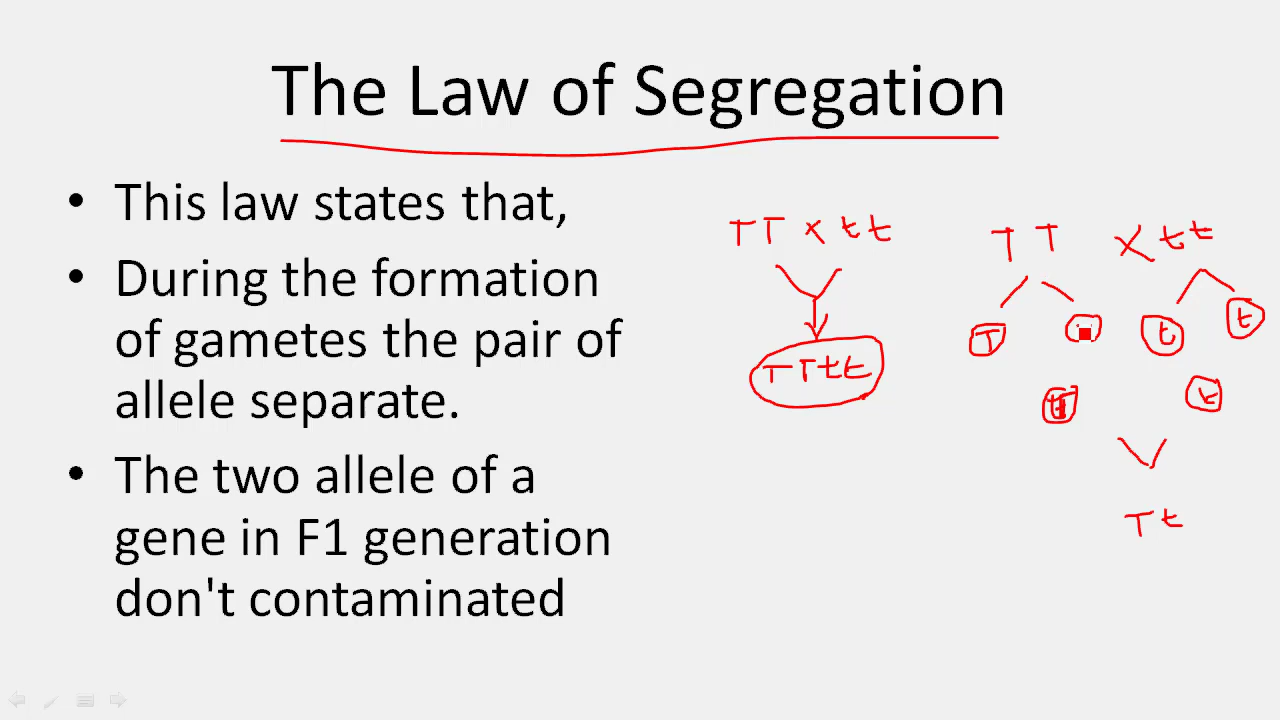 The Law of Segregation
• This law states that,
• During the formation
of gametes the pair of
allele separate.
• The two allele of a
gene in F1 generation
don't contaminated
TT x tt
TTtt
TT x tt
T t t
t
Tt